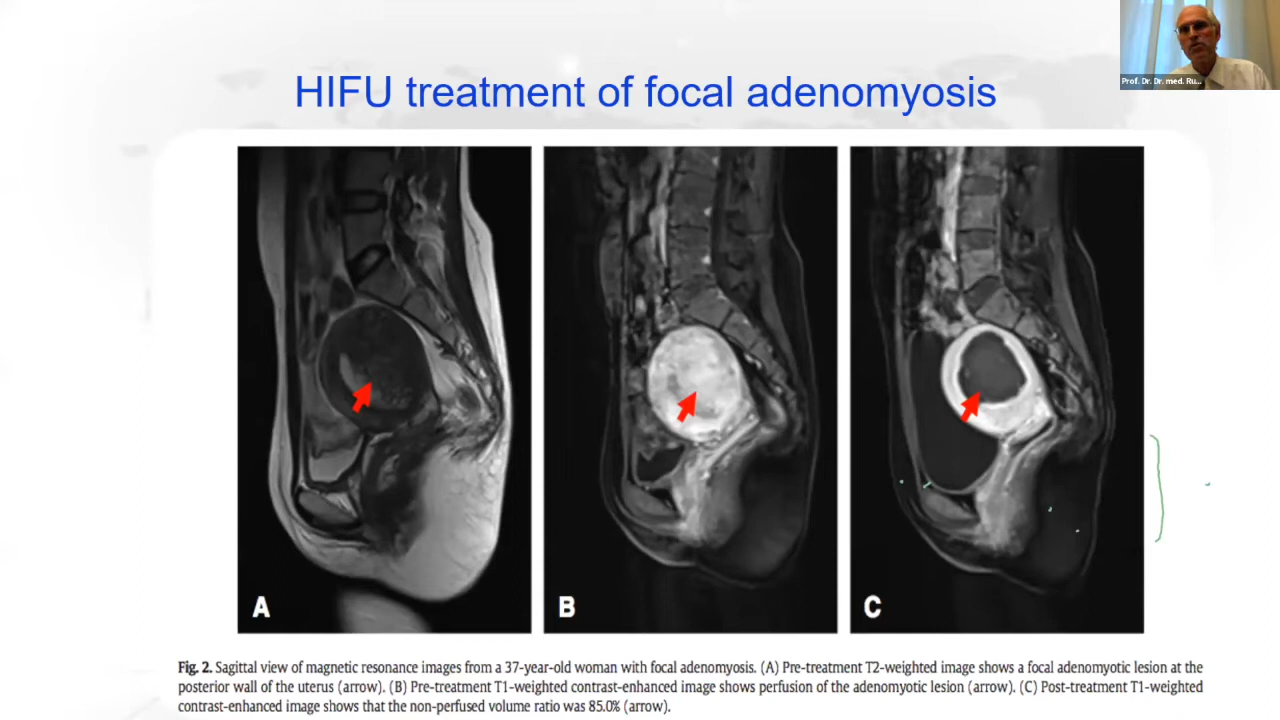 HIFU treatment of focal adenomyosis
Prof. Dr. Dr. med. Ru...
A
B
C
Fig. 2. Sagittal view of magnetic resonance images from a 37-year-old woman with focal adenomyosis. (A) Pre-treatment T2-weighted image shows a focal adenomyotic lesion at the
posterior wall of the uterus (arrow). (B) Pre-treatment T1-weighted contrast-enhanced image shows perfusion of the adenomyotic lesion (arrow). (C) Post-treatment T1-weighted
contrast-enhanced image shows that the non-perfused volume ratio was 85.0% (arrow).